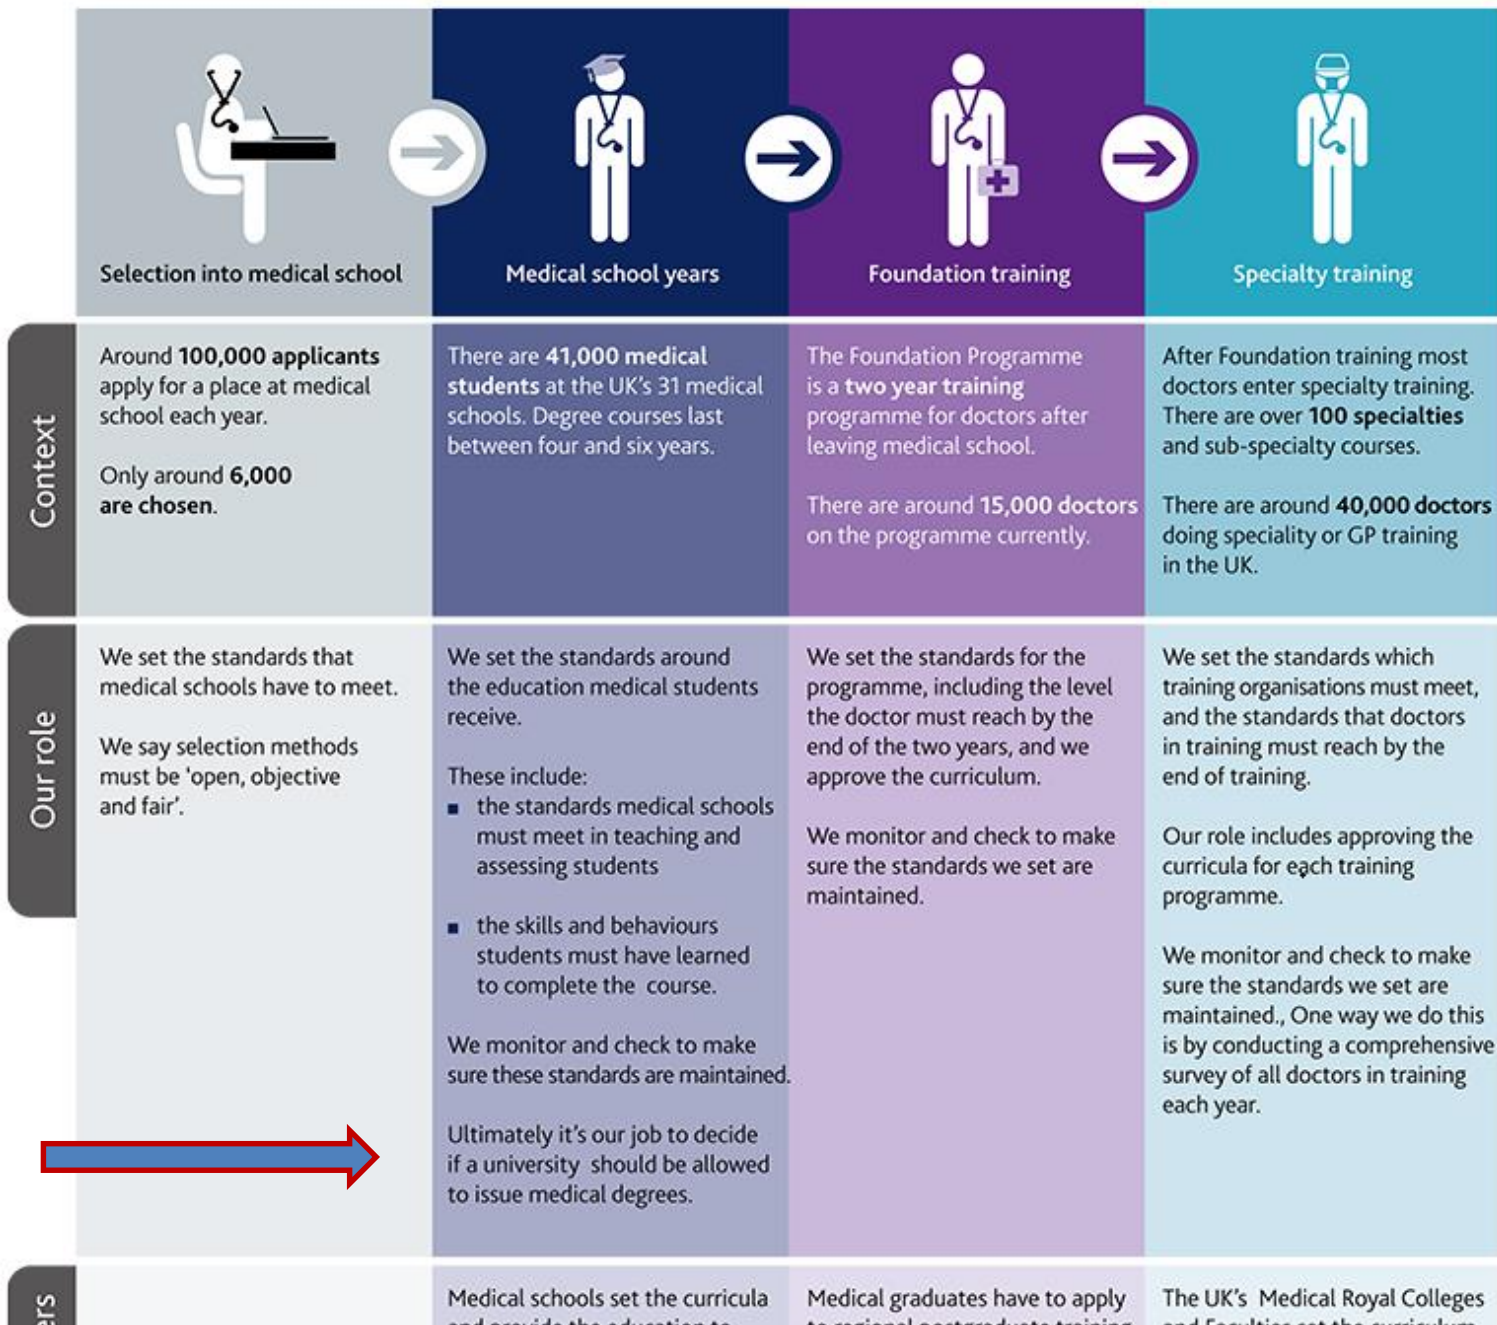 Selection into medical school
Medical school years
Foundation training
Specialty training
Context
Around 100,000 applicants
apply for a place at medical
school each year.
Only around 6,000
are chosen.
There are 41,000 medical
students at the UK's 31 medical
schools. Degree courses last
between four and six years.
The Foundation Programme
is a two year training
programme for doctors after
leaving medical school.
There are around 15,000 doctors
on the programme currently.
After Foundation training most
doctors enter specialty training.
There are over 100 specialties
and sub-specialty courses.
There are around 40,000 doctors
doing speciality or GP training
in the UK.
Our role
We set the standards that
medical schools have to meet.
We say selection methods
must be 'open, objective
and fair'.
We set the standards around
the education medical students
receive.
These include:
■ the standards medical schools
must meet in teaching and
assessing students
■ the skills and behaviours
students must have learned
to complete the course.
We monitor and check to make
sure these standards are maintained.
Ultimately it's our job to decide
if a university should be allowed
to issue medical degrees.
We set the standards for the
programme, including the level
the doctor must reach by the
end of the two years, and we
approve the curriculum.
We monitor and check to make
sure the standards we set are
maintained.
We set the standards which
training organisations must meet,
and the standards that doctors
in training must reach by the
end of training.
Our role includes approving the
curricula for each training
programme.
We monitor and check to make
sure the standards we set are
maintained., One way we do this
is by conducting a comprehensive
survey of all doctors in training
each year.
ers
Medical schools set the curricula
and provide the education to
Medical graduates have to apply
to regional postgraduate training
The UK's Medical Royal Colleges
and Faculties set the curriculum